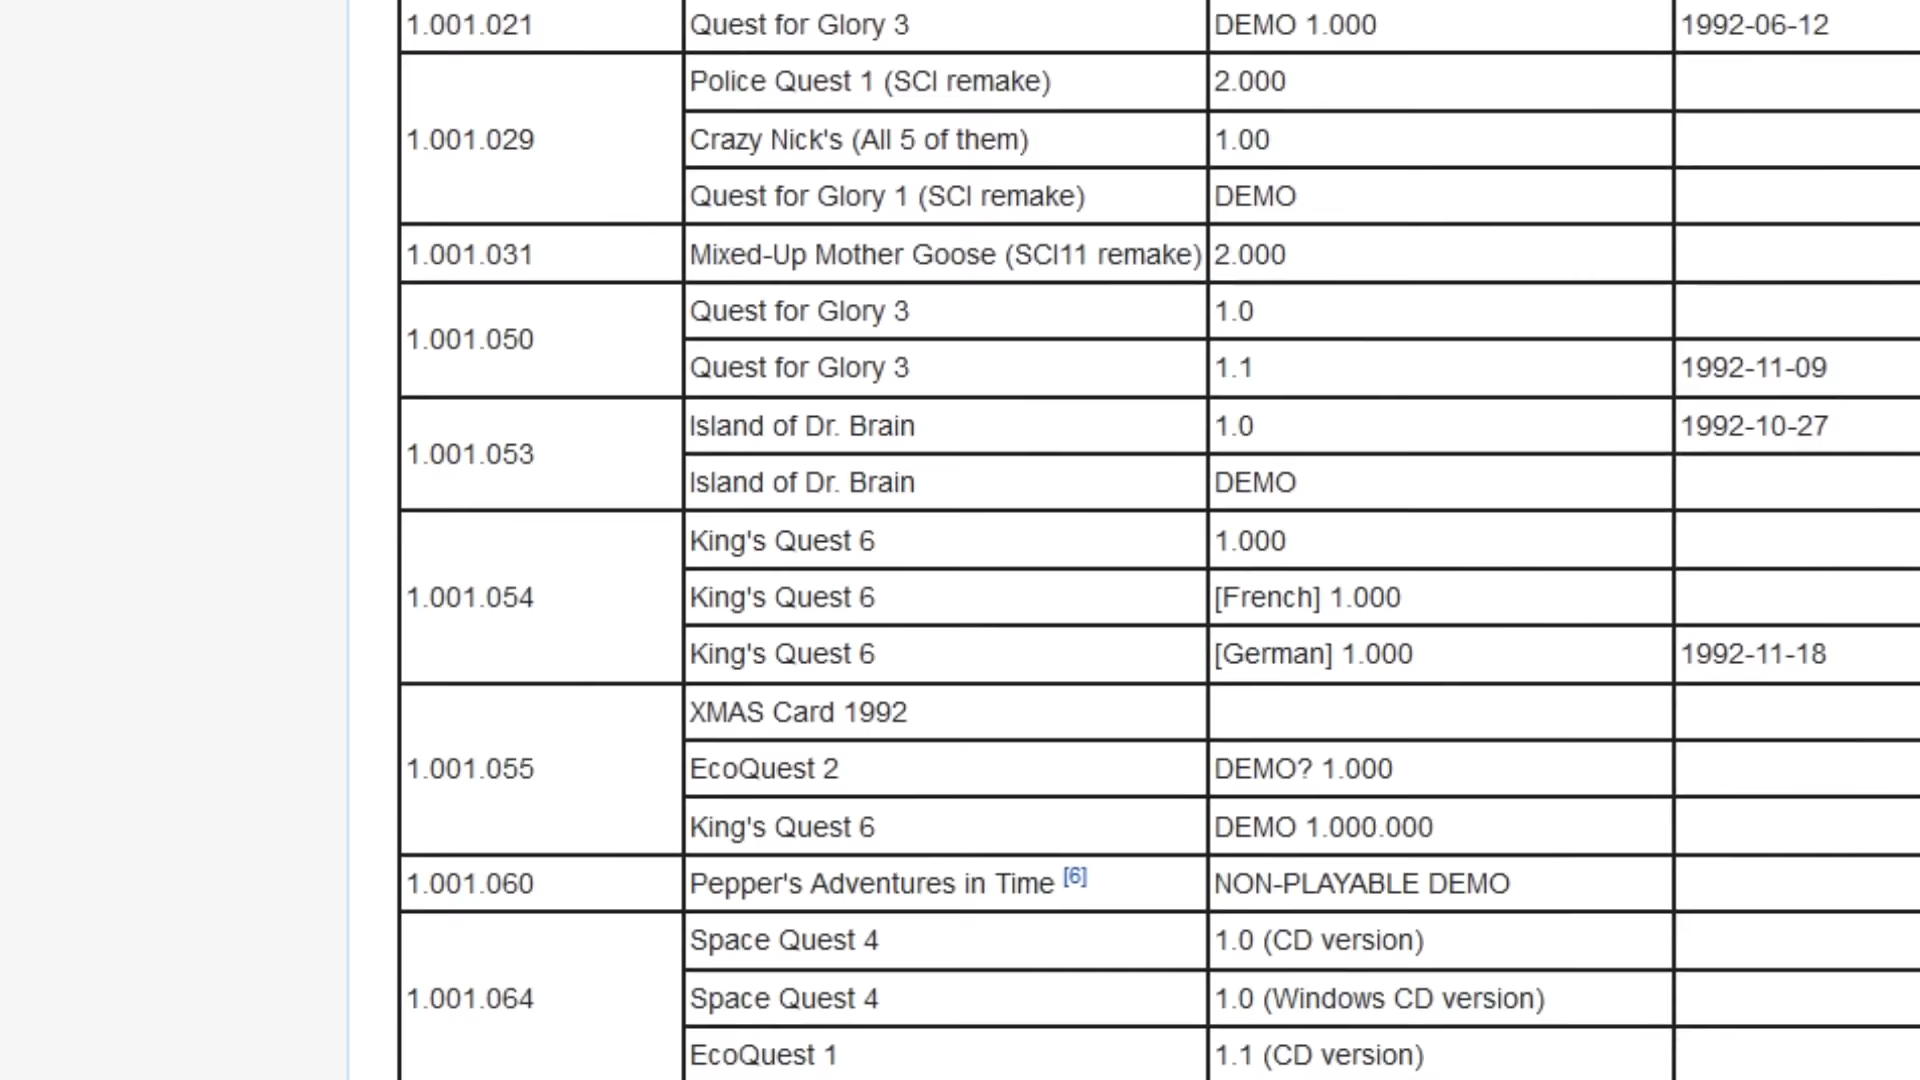 1.001.021 Quest for Glory 3 DEMO 1.000 1992-06-12
Police Quest 1 (SCI remake) 2.000
1.001.029 Crazy Nick's (All 5 of them) 1.00
Quest for Glory 1 (SCI remake) DEMO
1.001.031 Mixed-Up Mother Goose (SCI11 remake) 2.000
1.001.050 Quest for Glory 3 1.0
Quest for Glory 3 1.1 1992-11-09
1.001.053 Island of Dr. Brain 1.0 1992-10-27
Island of Dr. Brain DEMO
King's Quest 6 1.000
1.001.054 King's Quest 6 [French] 1.000
King's Quest 6 [German] 1.000 1992-11-18
XMAS Card 1992
1.001.055 EcoQuest 2 DEMO? 1.000
King's Quest 6 DEMO 1.000.000
1.001.060 Pepper's Adventures in Time [6] NON-PLAYABLE DEMO
Space Quest 4 1.0 (CD version)
1.001.064 Space Quest 4 1.0 (Windows CD version)
EcoQuest 1 1.1 (CD version)